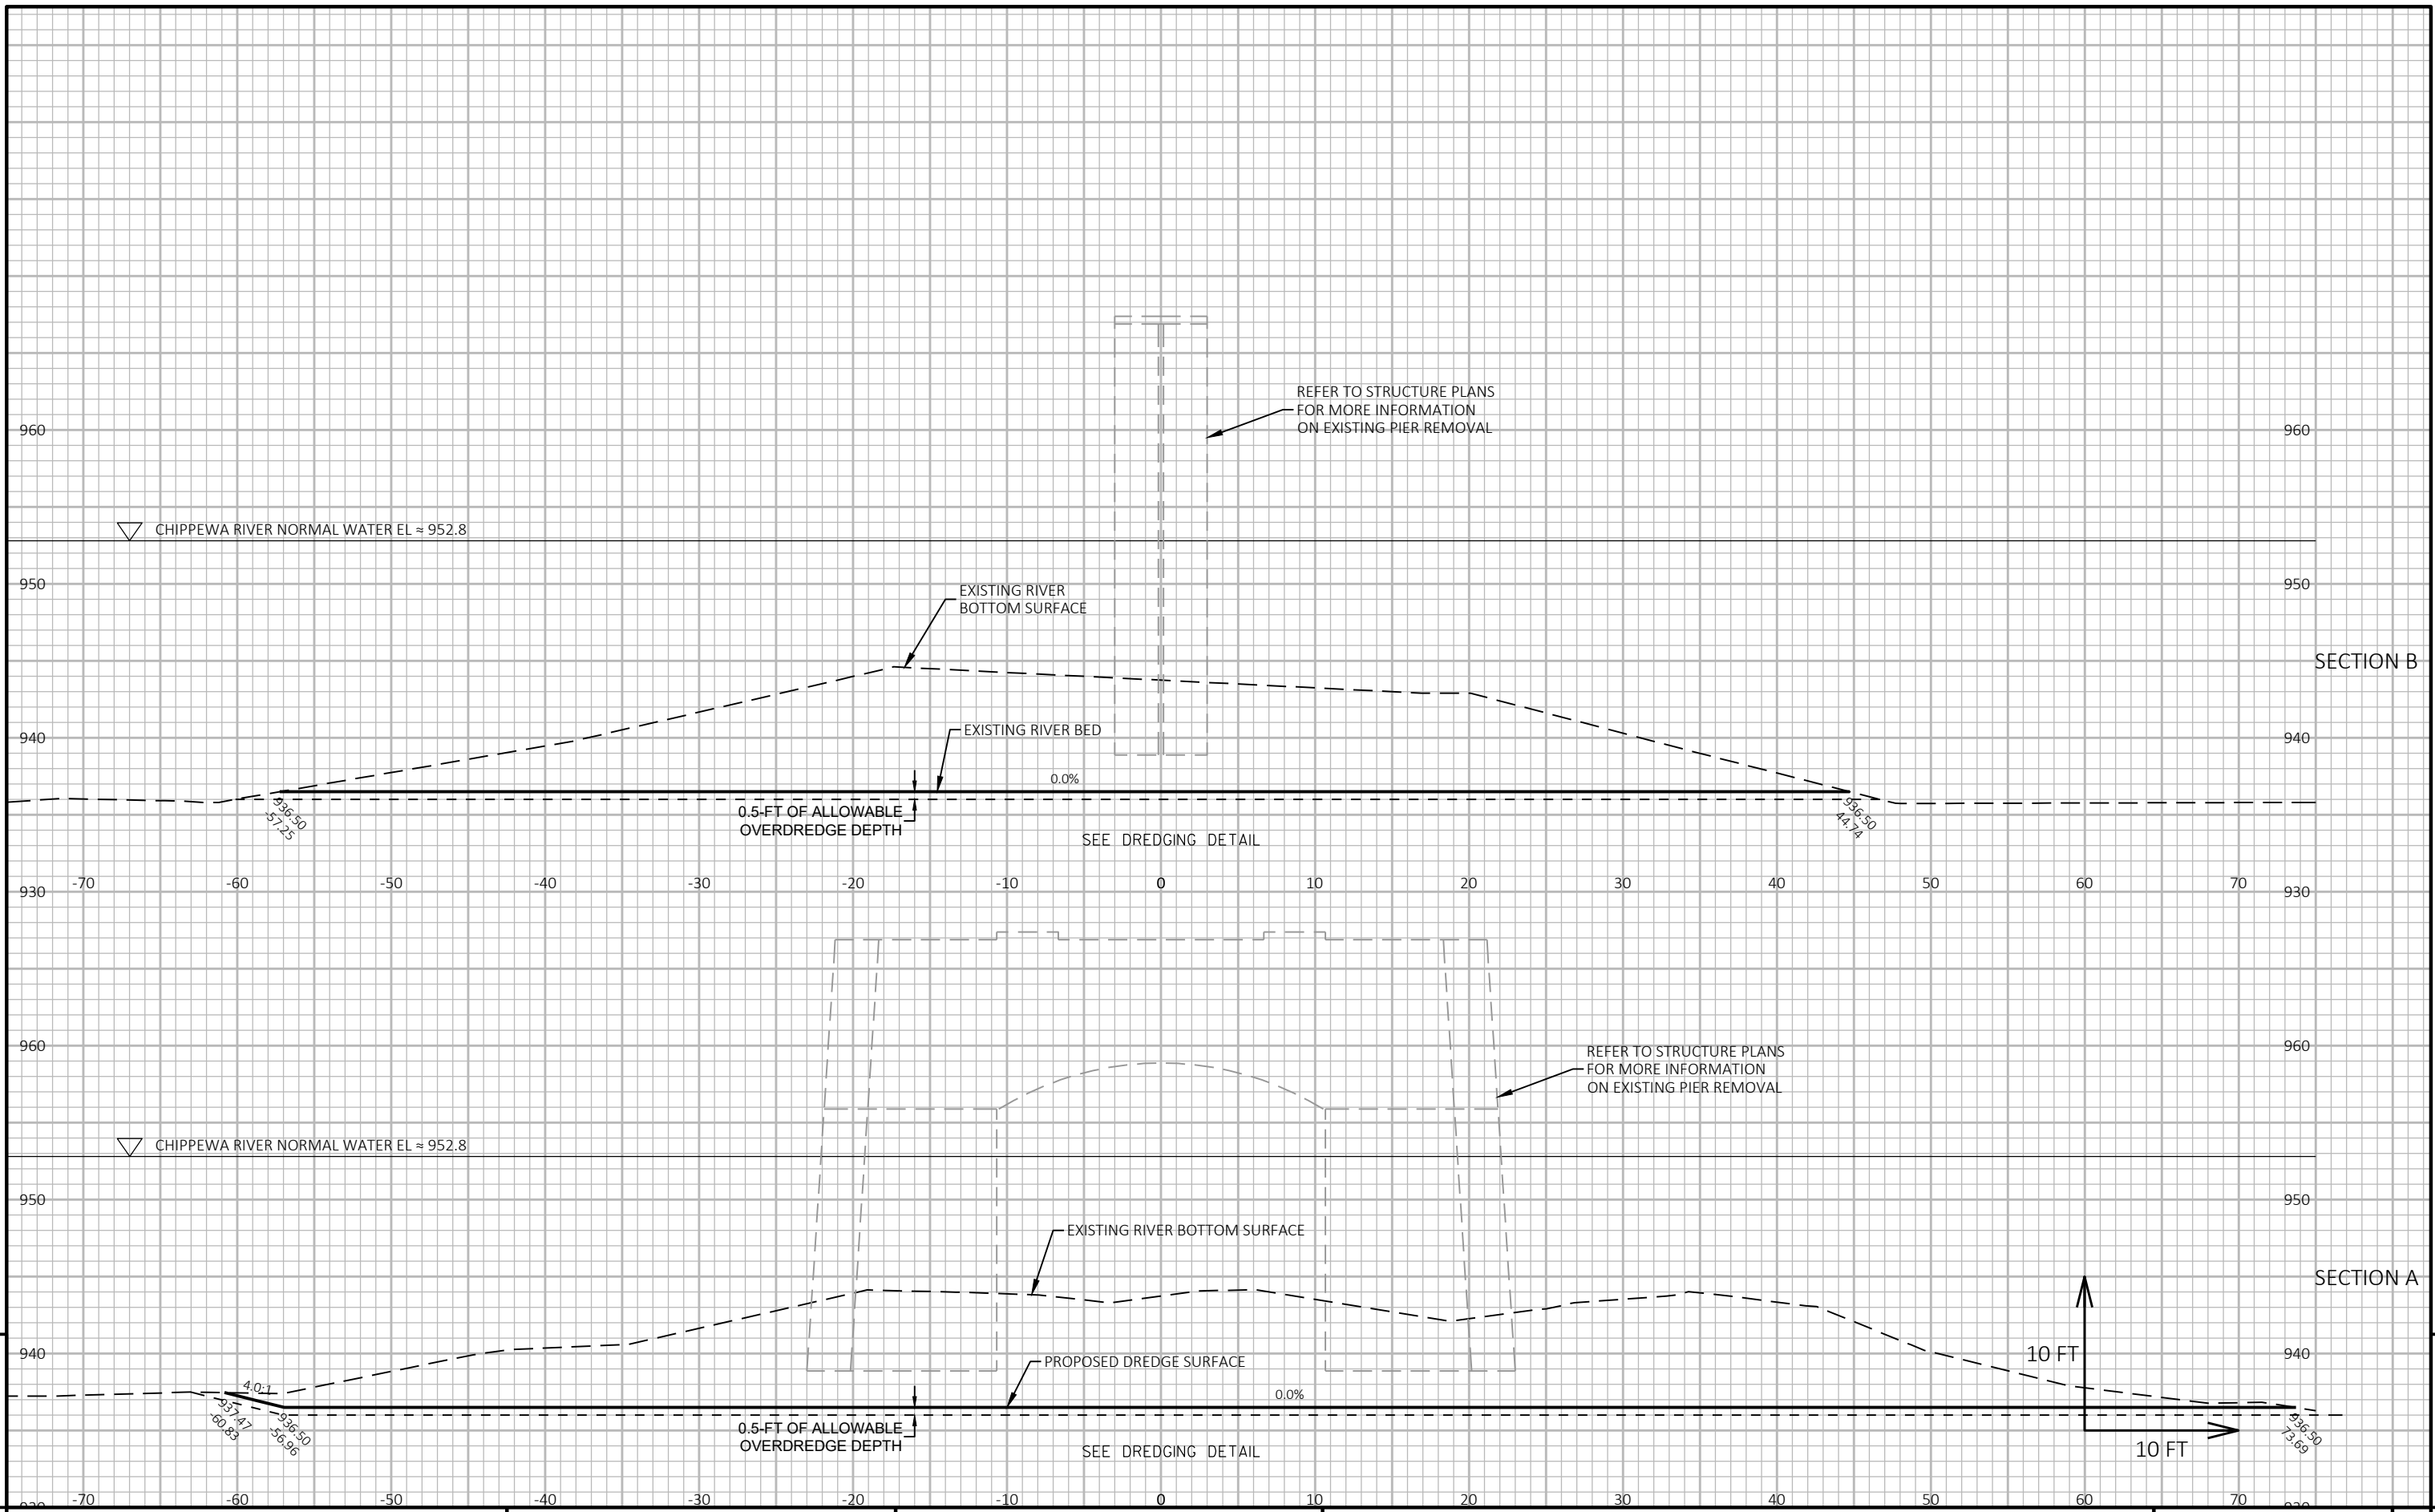 REFER TO STRUCTURE PLANS
FOR MORE INFORMATION
ON EXISTING PIER REMOVAL
960
960
CHIPPEWA RIVER NORMAL WATER EL ≈ 952.8
950
950
EXISTING RIVER
BOTTOM SURFACE
SECTION B
940
EXISTING RIVER BED
940
0.0%
936.50
-57.25
0.5-FT OF ALLOWABLE
OVERDREDGE DEPTH
936.50
44.74
SEE DREDGING DETAIL
930
-70
-60
-50
-40
-30
-20
-10
0
10
20
30
40
50
60
70
930
960
REFER TO STRUCTURE PLANS
FOR MORE INFORMATION
ON EXISTING PIER REMOVAL
960
CHIPPEWA RIVER NORMAL WATER EL ≈ 952.8
950
950
EXISTING RIVER BOTTOM SURFACE
SECTION A
940
PROPOSED DREDGE SURFACE
10 FT
940
4.0:1
0.0%
937.47
-60.83
936.50
-56.96
0.5-FT OF ALLOWABLE
OVERDREDGE DEPTH
SEE DREDGING DETAIL
10 FT
936.50
73.69
930
-70
-60
-50
-40
-30
-20
-10
0
10
20
30
40
50
60
70
930